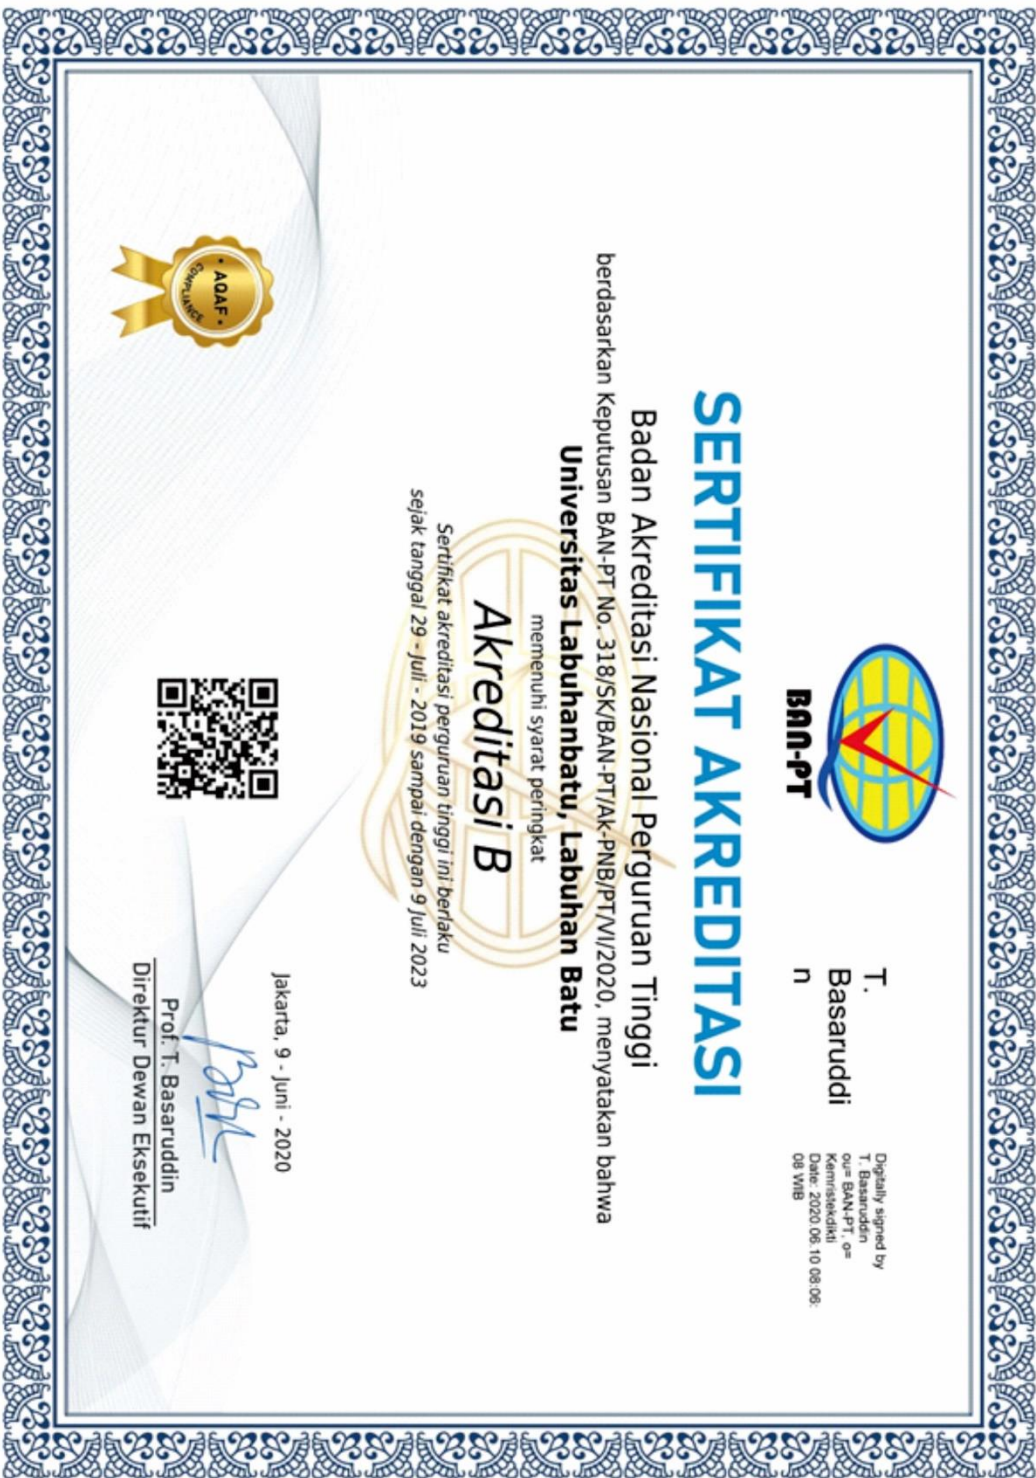 BAN-PT
T.
Basaruddi
n
Digitally signed by
T. Basaruddin
ou= BAN-PT, o=
Kemristekdikti
Date: 2020.06.10 08:06:
08 WIB
SERTIFIKAT AKREDITASI
Badan Akreditasi Nasional Perguruan Tinggi
berdasarkan Keputusan BAN-PT No. 318/SK/BAN-PT/Ak-PNB/PT/VI/2020, menyatakan bahwa
Universitas Labuhanbatu, Labuhan Batu
memenuhi syarat peringkat
Akreditasi B
Sertifikat akreditasi perguruan tinggi ini berlaku
sejak tanggal 29 - Juli - 2019 sampai dengan 9 Juli 2023
Jakarta, 9 - Juni - 2020
Prof. T. Basaruddin
Direktur Dewan Eksekutif
AQAF
COMPLIANCE